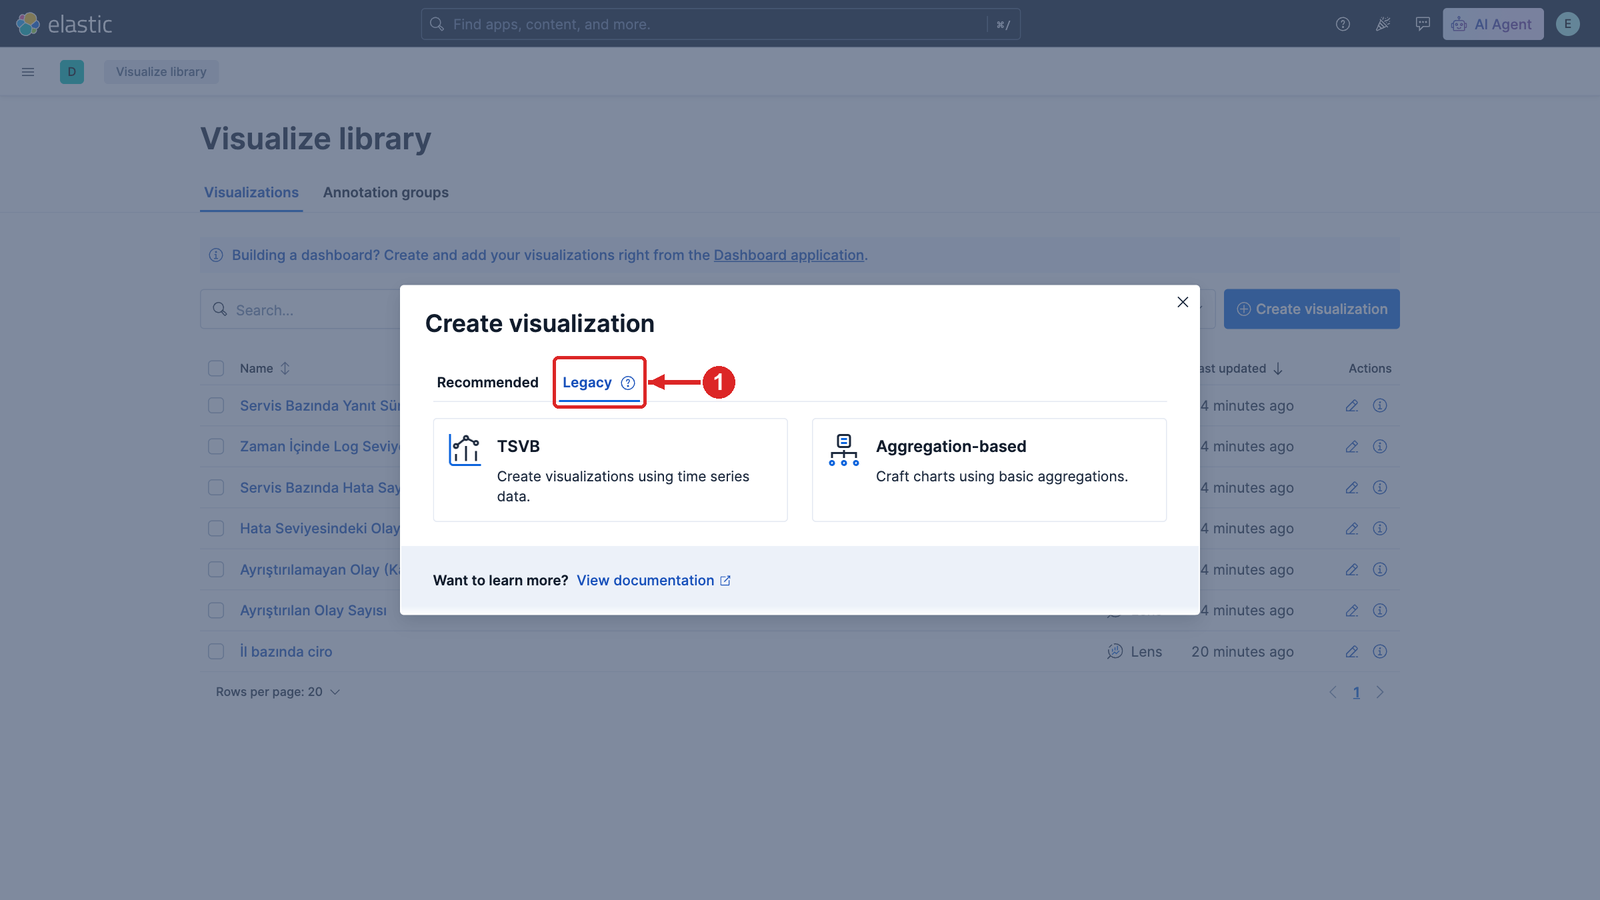 elastic
Find apps, content, and more.
⌘/
AI Agent
E
D
Visualize library
Visualize library
Visualizations
Annotation groups
Building a dashboard? Create and add your visualizations right from the Dashboard application.
Search...
Create visualization
Create visualization
Recommended
Legacy
1
TSVB
Create visualizations using time series
data.
Aggregation-based
Craft charts using basic aggregations.
Want to learn more? View documentation
Name
updated
Actions
Servis Bazında Yanıt
4 minutes ago
Zaman İçinde Log
4 minutes ago
Servis Bazında Hata
4 minutes ago
Hata Seviyesindeki Olay
4 minutes ago
Ayrıştırılamayan Olay
4 minutes ago
Ayrıştırılan Olay Sayısı
4 minutes ago
İl bazında ciro
Lens
20 minutes ago
Rows per page: 20
1